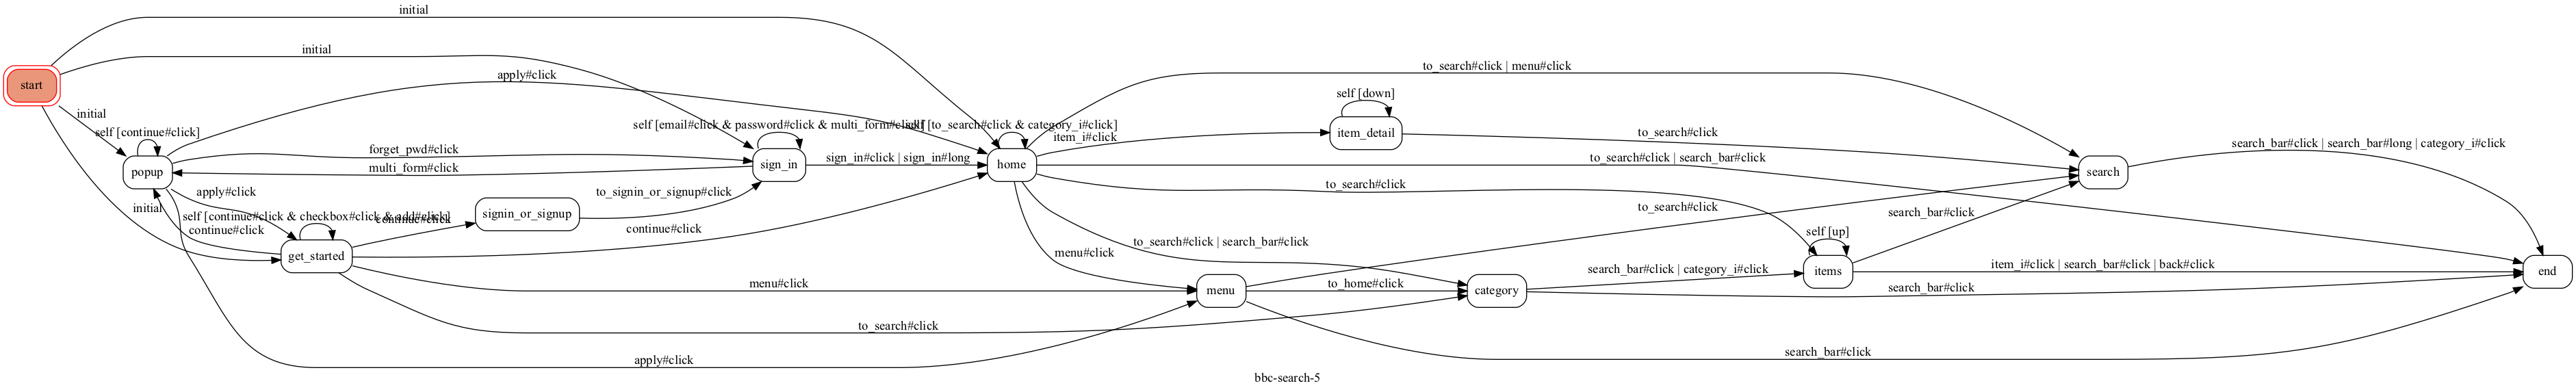 initial
initial
start
apply#click
to_search#click | menu#click
self [down]
initial
self [continue#click]
self [email#click & password#click & multi_form#click]
self [to_search#click & category_i#click]
item_i#click
item_detail
to_search#click
search_bar#click | search_bar#long | category_i#click
popup
forget_pwd#click
multi_form#click
sign_in
sign_in#click | sign_in#long
home
to_search#click | search_bar#click
to_search#click
search
apply#click
to_signin_or_signup#click
initial
self [continue#click & checkbox#click & add#click]
continue#click
continue#click
signin_or_signup
continue#click
to_search#click
search_bar#click
get_started
menu#click
to_search#click | search_bar#click
self [up]
items
search_bar#click | category_i#click
item_i#click | search_bar#click | back#click
end
menu#click
menu
to_home#click
category
search_bar#click
to_search#click
apply#click
search_bar#click
bbc-search-5